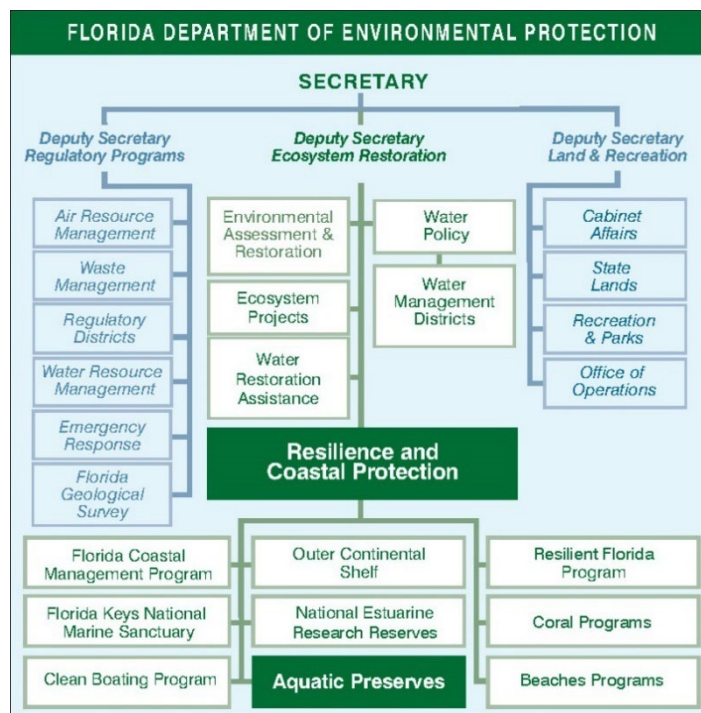 FLORIDA DEPARTMENT OF ENVIRONMENTAL PROTECTION
SECRETARY
Deputy Secretary
Regulatory Programs
Deputy Secretary
Ecosystem Restoration
Deputy Secretary
Land & Recreation
Air Resource
Management
Waste
Management
Regulatory
Districts
Water Resource
Management
Emergency
Response
Florida
Geological
Survey
Environmental
Assessment &
Restoration
Ecosystem
Projects
Water
Restoration
Assistance
Water
Policy
Water
Management
Districts
Cabinet
Affairs
State
Lands
Recreation
& Parks
Office of
Operations
Resilience and
Coastal Protection
Florida Coastal
Management Program
Outer Continental
Shelf
Resilient Florida
Program
Florida Keys National
Marine Sanctuary
National Estuarine
Research Reserves
Coral Programs
Clean Boating Program
Aquatic Preserves
Beaches Programs